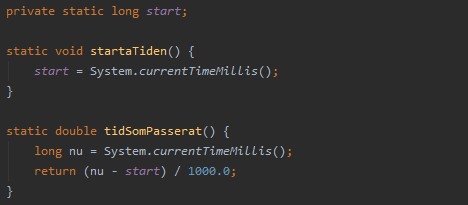 private static long start;
static void startaTiden() {
start = System.currentTimeMillis();
}
static double tidSomPasserat() {
long nu = System.currentTimeMillis();
return (nu - start) / 1000.0;
}